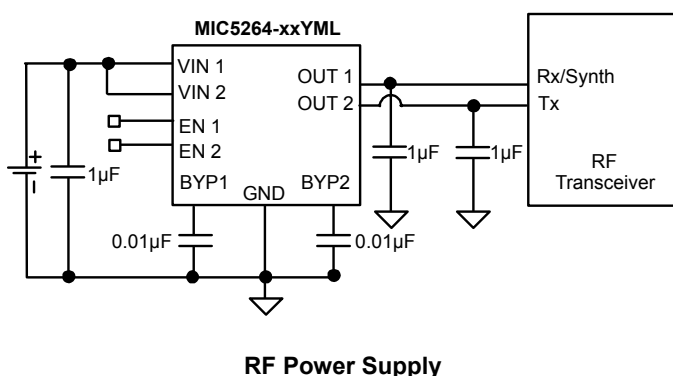 MIC5264-xxYML
VIN 1
VIN 2
EN 1
EN 2
OUT 1
OUT 2
BYP1
GND
BYP2
+
-
1µF
0.01µF
0.01µF
1µF
1µF
Rx/Synth
Tx
RF
Transceiver
RF Power Supply